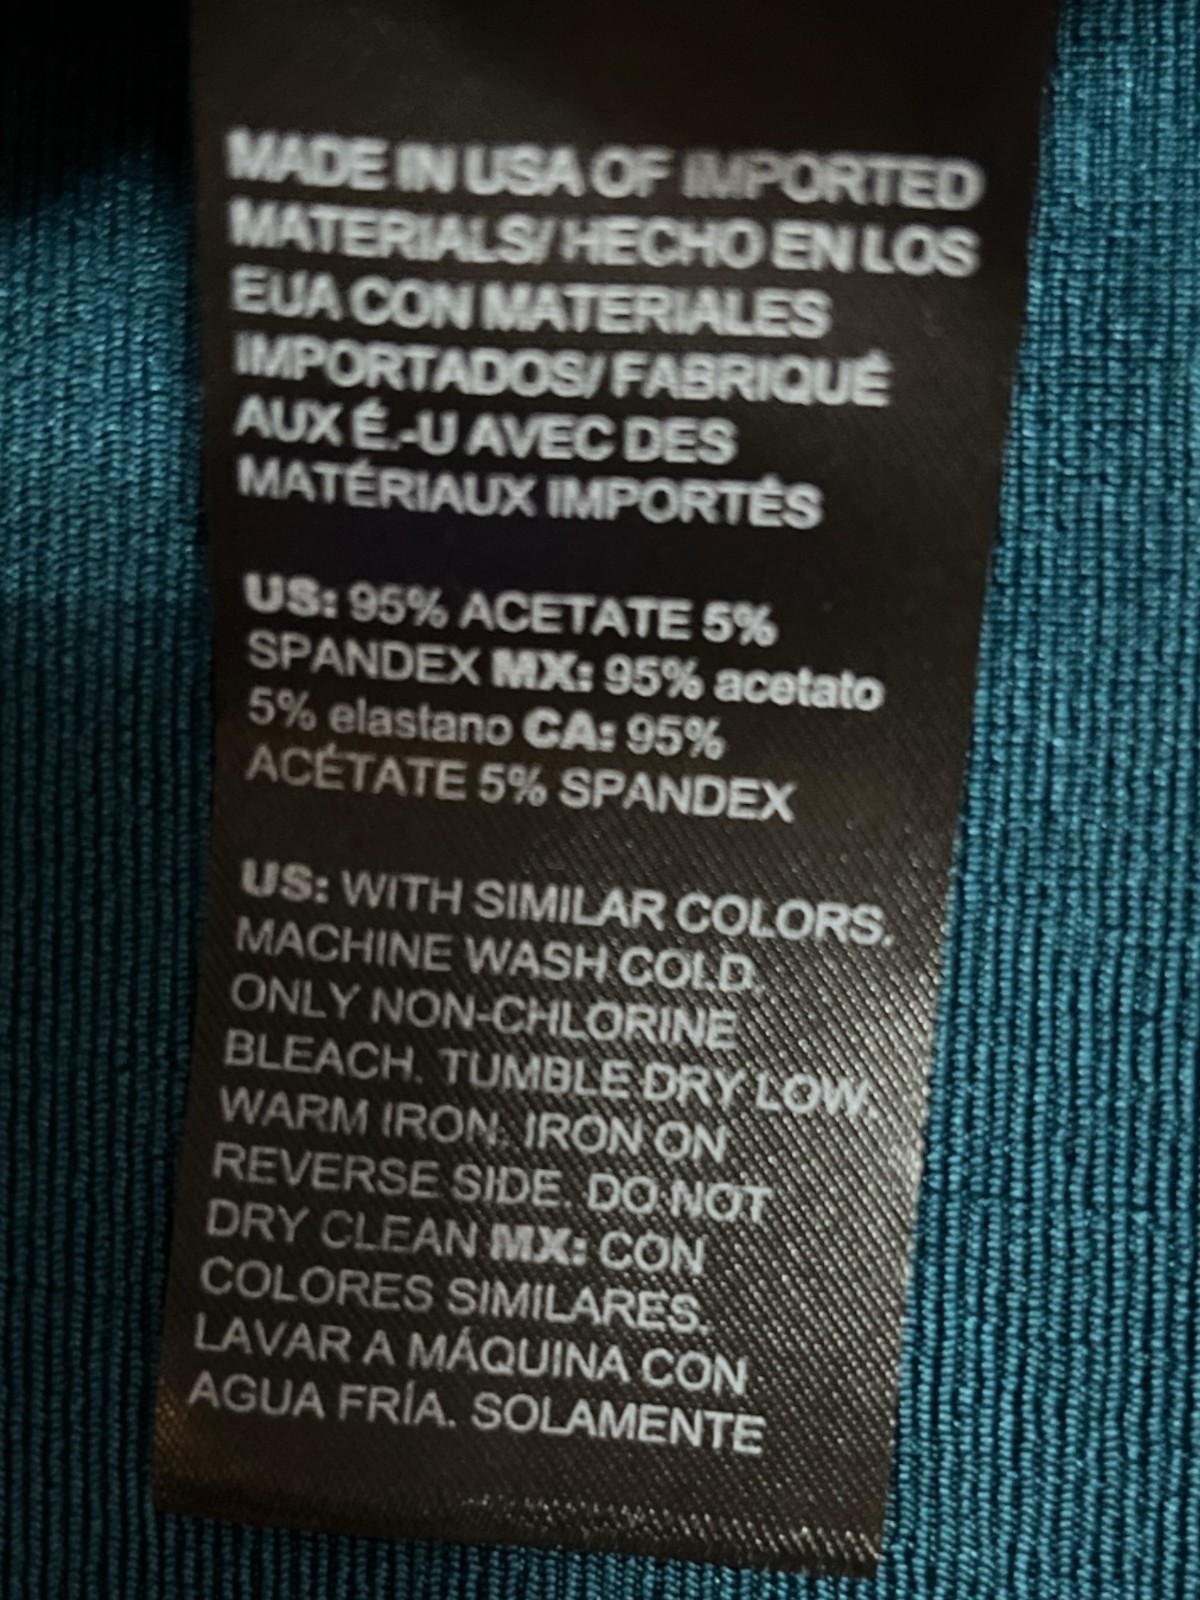 MADE IN USA OF IMPORTED
MATERIALS/ HECHO EN LOS
EUA CON MATERIALES
IMPORTADOS/ FABRIQUÉ
AUX É.-U AVEC DES
MATÉRIAUX IMPORTÉS
US: 95% ACETATE 5%
SPANDEX MX: 95% acetato
5% elastano CA: 95%
ACÉTATE 5% SPANDEX
US: WITH SIMILAR COLORS.
MACHINE WASH COLD.
ONLY NON-CHLORINE
BLEACH. TUMBLE DRY LOW.
WARM IRON. IRON ON
REVERSE SIDE. DO NOT
DRY CLEAN MX: CON
COLORES SIMILARES.
LAVAR A MÁQUINA CON
AGUA FRÍA. SOLAMENTE